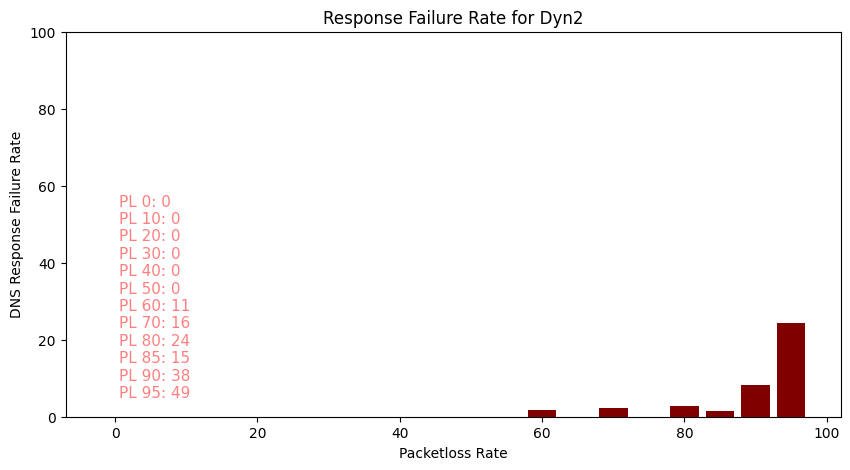 Response Failure Rate for Dyn2
100
80
60
40
20
0
DNS Response Failure Rate
PL 0: 0
PL 10: 0
PL 20: 0
PL 30: 0
PL 40: 0
PL 50: 0
PL 60: 11
PL 70: 16
PL 80: 24
PL 85: 15
PL 90: 38
PL 95: 49
0 20 40 60 80 100
Packetloss Rate